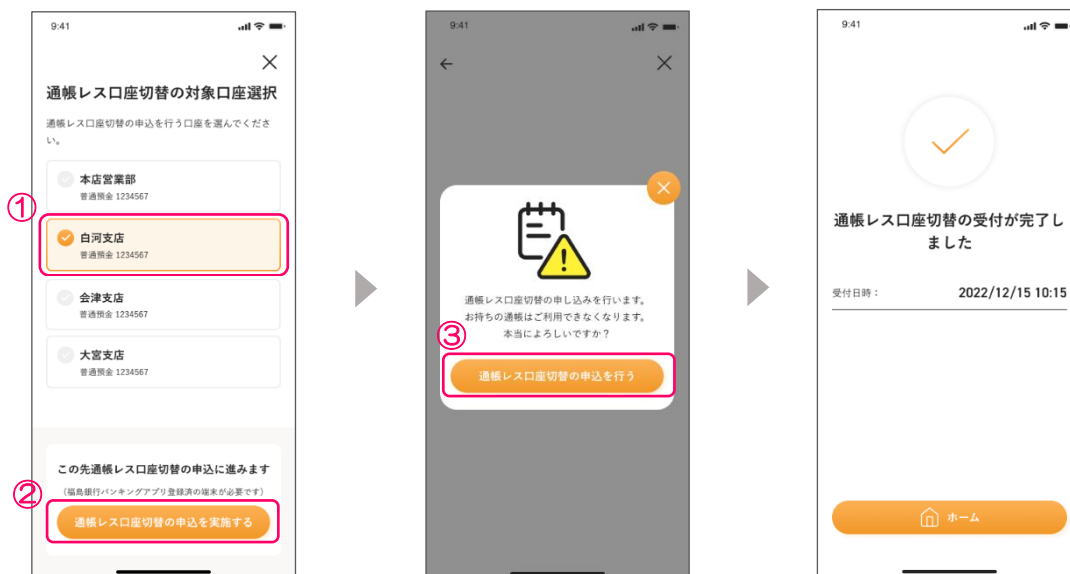 9:41
通帳レス口座切替の対象口座選択
通帳レス口座切替の申込を行う口座を選んでくださ
い。
本店営業部
普通預金 1234567
①
白河支店
普通預金 1234567
会津支店
普通預金 1234567
大宮支店
普通預金 1234567
この先通帳レス口座切替の申込に進みます
(福島銀行バンキングアプリ登録済の端末が必要です)
②
通帳レス口座切替の申込を実施する
9:41
通帳レス口座切替の申し込みを行います。
お持ちの通帳はご利用できなくなります。
本当によろしいですか？
③
通帳レス口座切替の申込を行う
9:41
通帳レス口座切替の受付が完了し
ました
受付日時： 2022/12/15 10:15
ホーム